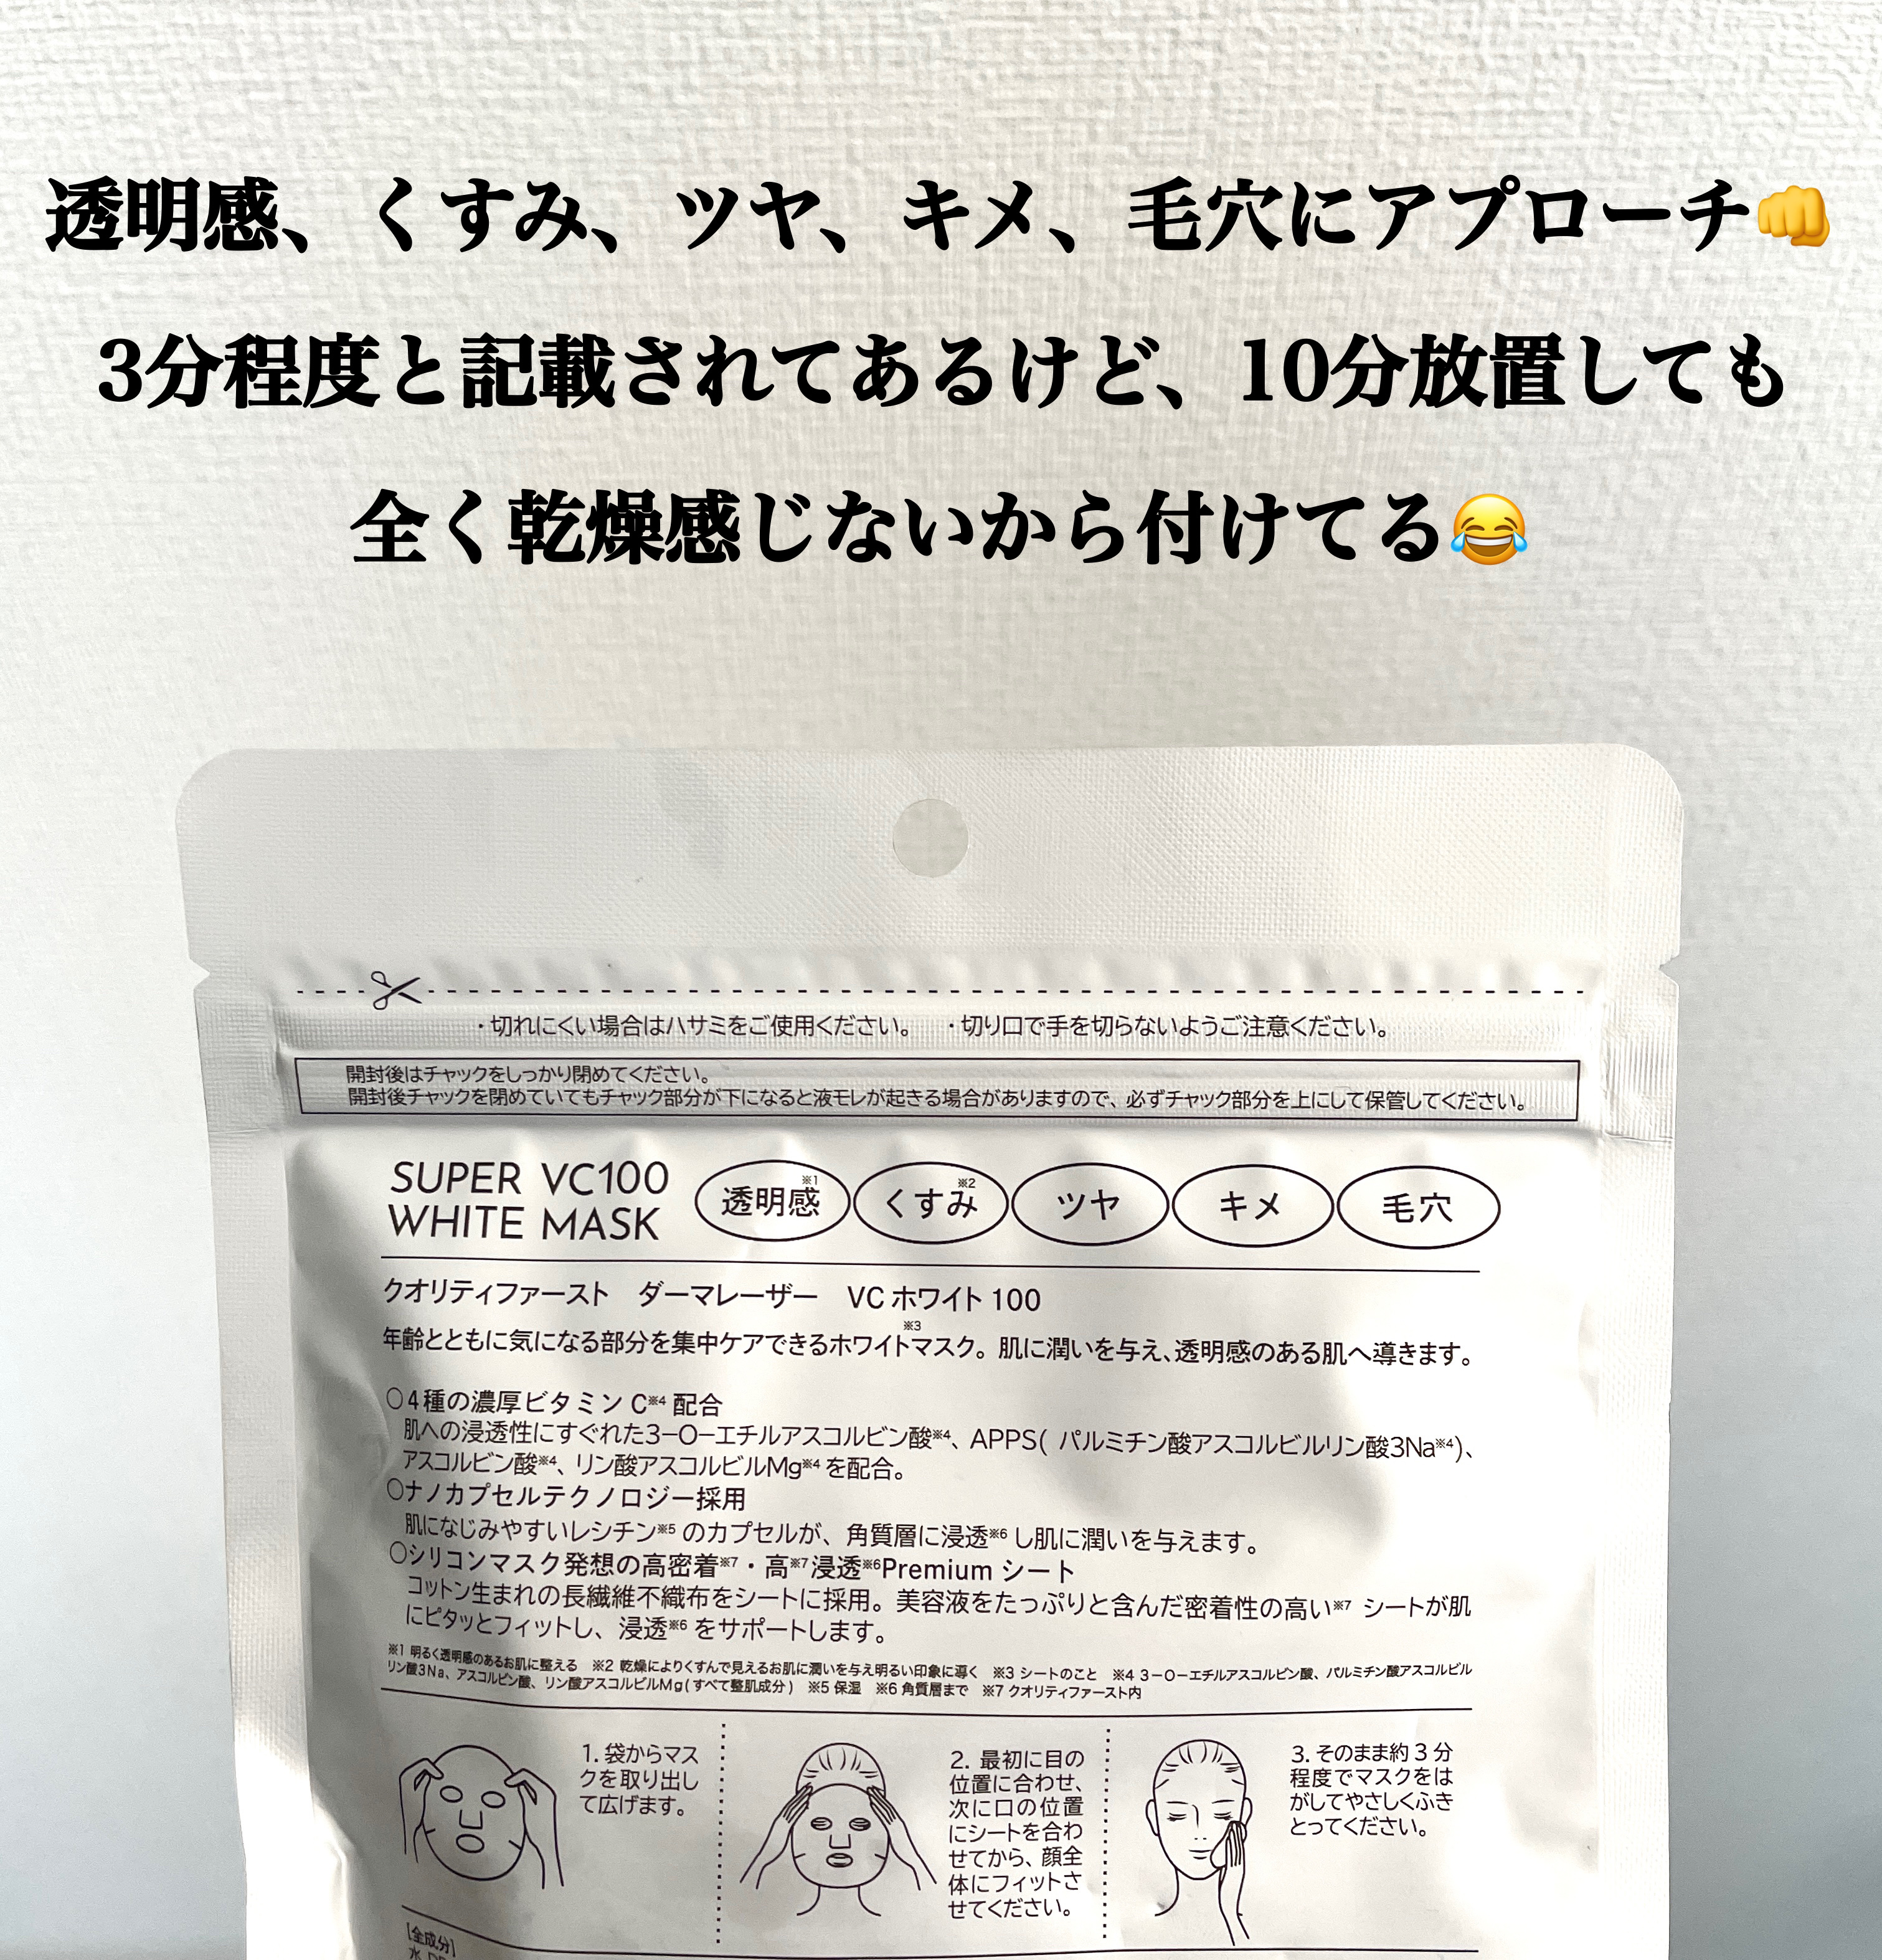 透明感、くすみ、ツヤ、キメ、毛穴にアプローチ👊
3分程度と記載されてあるけど、10分放置しても
全く乾燥感じないから付けてる😂
・切れにくい場合はハサミをご使用ください。 ・切り口で手を切らないようご注意ください。
開封後はチャックをしっかり閉めてください。
開封後チャックを閉めていてもチャック部分が下になると液モレが起きる場合がありますので、必ずチャック部分を上にして保管してください。
SUPER VC100
WHITE MASK
透明感※1 くすみ※2 ツヤ キメ 毛穴
クオリティファースト ダーマレーザー VCホワイト100
年齢とともに気になる部分を集中ケアできるホワイトマスク※3。肌に潤いを与え、透明感のある肌へ導きます。
○4種の濃厚ビタミンC※4配合
肌への浸透性にすぐれた3−O−エチルアスコルビン酸※4、APPS( パルミチン酸アスコルビルリン酸3Na※4)、
アスコルビン酸※4、リン酸アスコルビルMg※4を配合。
○ナノカプセルテクノロジー採用
肌になじみやすいレシチン※5のカプセルが、角質層に浸透※6し肌に潤いを与えます。
○シリコンマスク発想の高密着※7・高※7浸透※6Premiumシート
コットン生まれの長繊維不織布をシートに採用。美容液をたっぷりと含んだ密着性の高い※7 シートが肌
にピタッとフィットし、浸透※6をサポートします。
※1 明るく透明感のあるお肌に整える ※2 乾燥によりくすんで見えるお肌に潤いを与え明るい印象に導く ※3 シートのこと ※4 3−O−エチルアスコルビン酸、パルミチン酸アスコルビル
リン酸3Na、アスコルビン酸、リン酸アスコルビルMg(すべて整肌成分) ※5 保湿 ※6 角質層まで ※7 クオリティファースト内
1. 袋からマス
クを取り出し
て広げます。
2. 最初に目の
位置に合わせ、
次に口の位置
にシートを合わ
せてから、顔全
体にフィットさ
せてください。
3. そのまま約3分
程度でマスクをは
がしてやさしくふき
とってください。
[全成分]